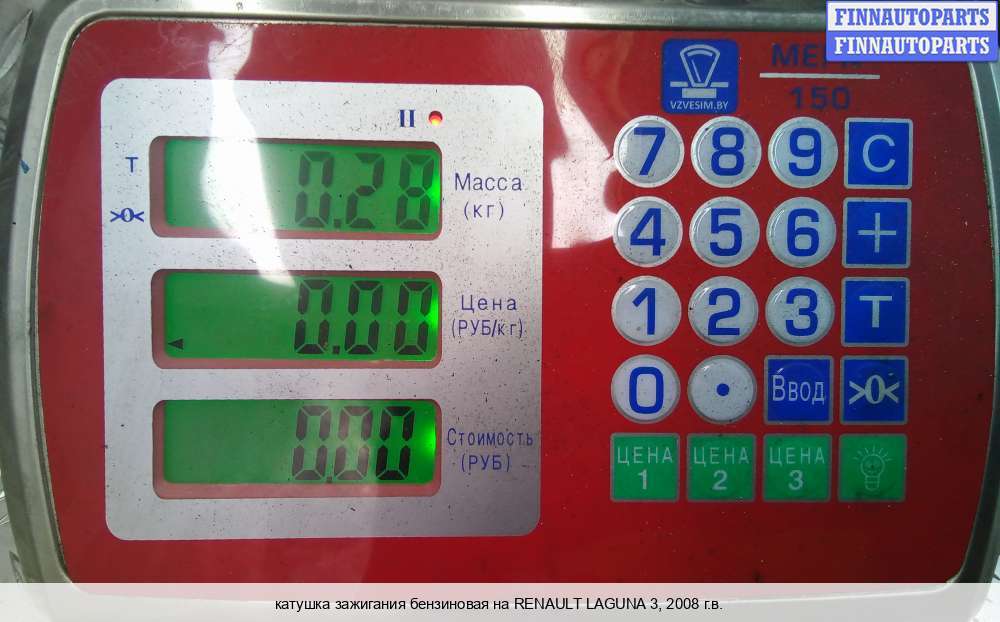 FINNAUTOPARTS
FINNAUTOPARTS
VZVESIM.BY
150
II
T
>0<
0.28
Масса
(кг)
0.00
Цена
(РУБ/кг)
0.00
Стоимость
(РУБ)
7 8 9 C
4 5 6 +
1 2 3 T
0 . Ввод >0<
ЦЕНА 1 ЦЕНА 2 ЦЕНА 3
катушка зажигания бензиновая на RENAULT LAGUNA 3, 2008 г.в.